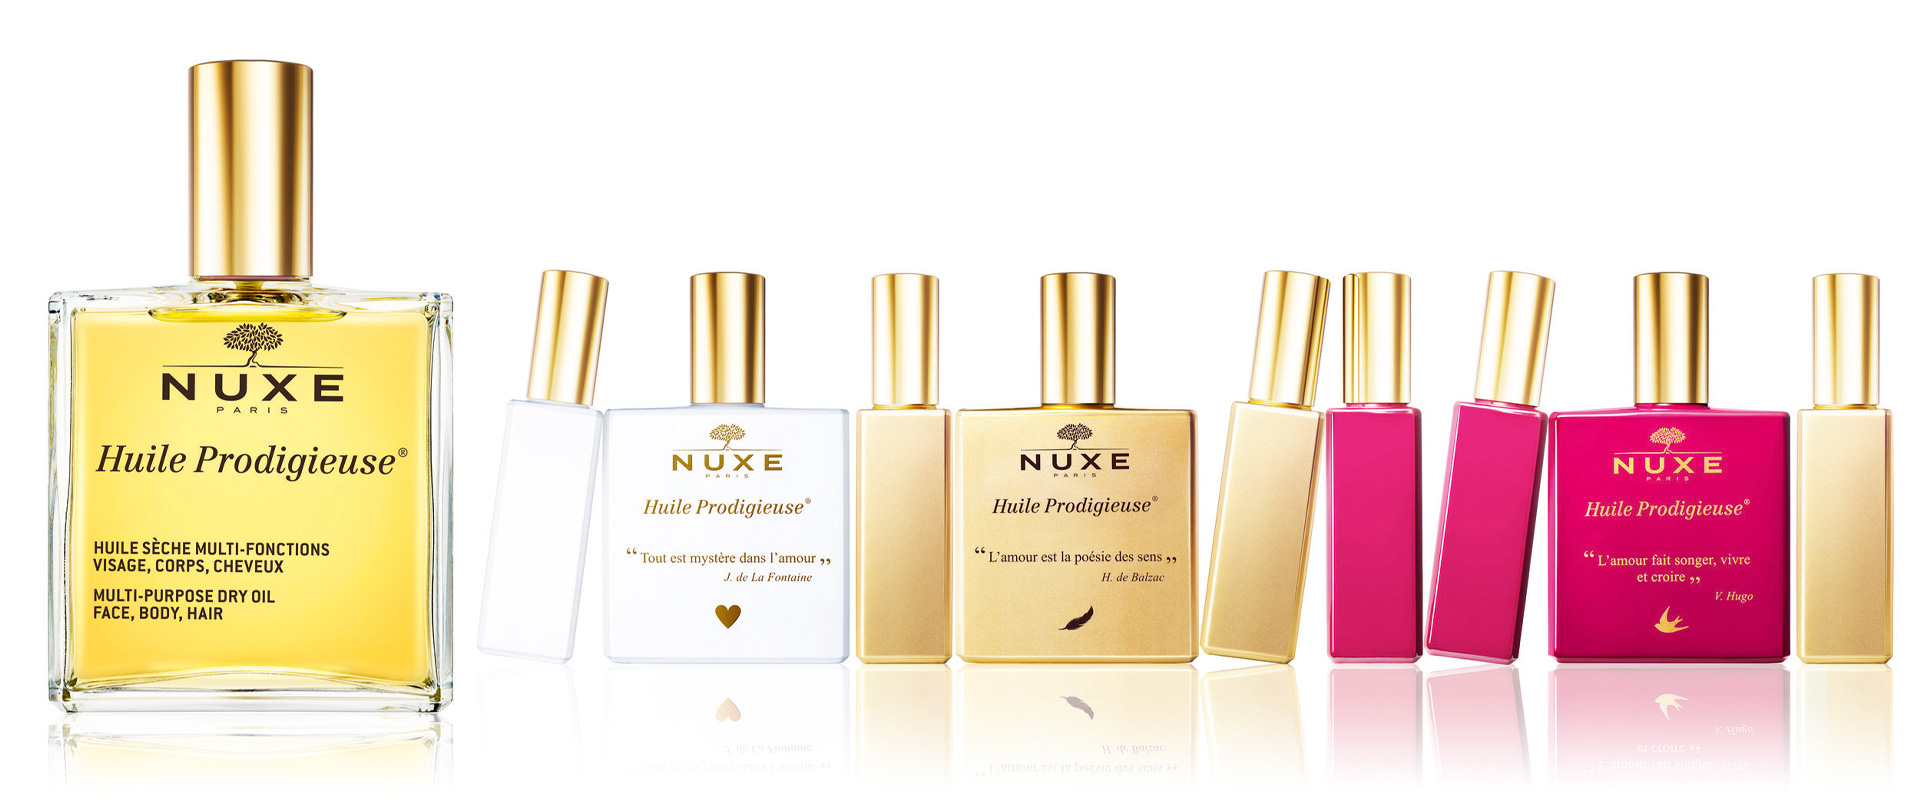 NUXE
PARIS
Huile Prodigieuse®
HUILE SÈCHE MULTI-FONCTIONS
VISAGE, CORPS, CHEVEUX
MULTI-PURPOSE DRY OIL
FACE, BODY, HAIR
NUXE
PARIS
Huile Prodigieuse®
“ Tout est mystère dans l’amour „
J. de La Fontaine
NUXE
PARIS
Huile Prodigieuse®
“ L’amour est la poésie des sens „
H. de Balzac
NUXE
PARIS
Huile Prodigieuse®
“ L’amour fait songer, vivre
et croire „
V. Hugo